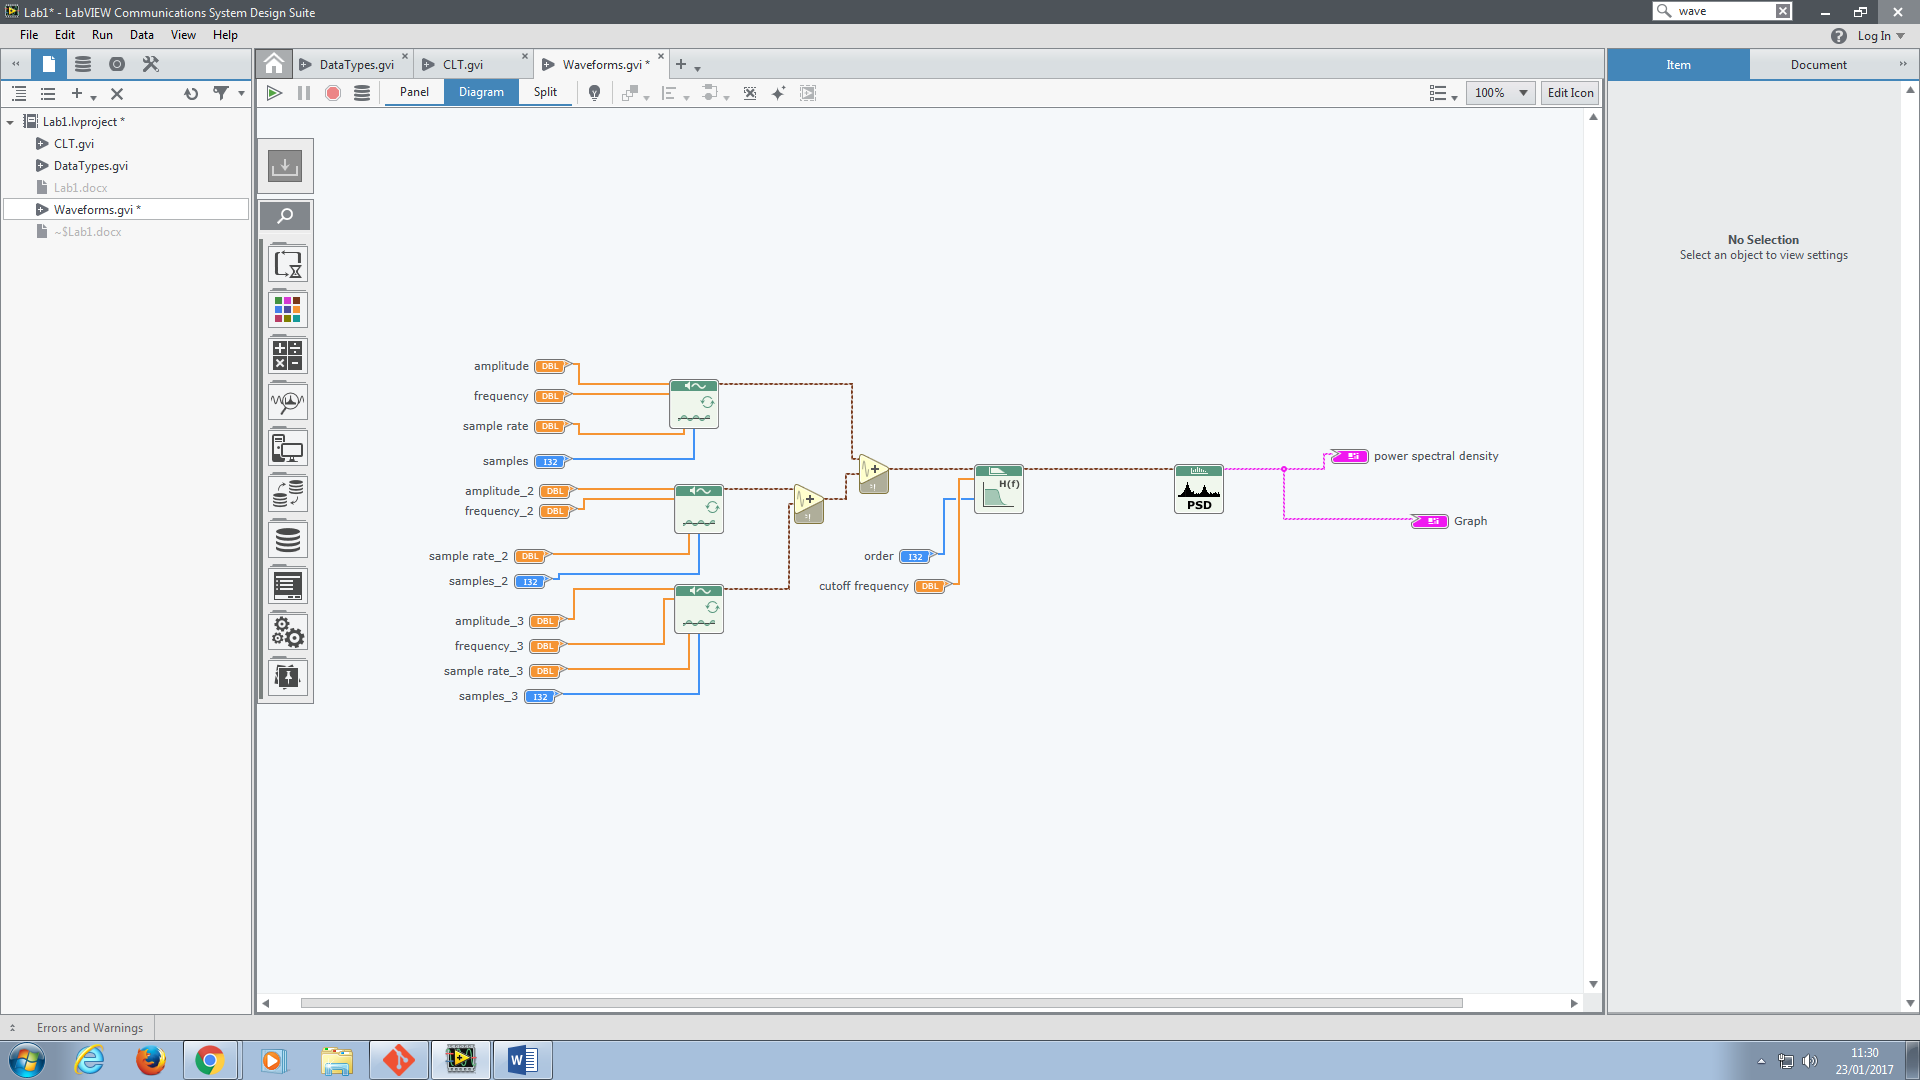 Lab1* - LabVIEW Communications System Design Suite
wave
File Edit Run Data View Help
Log In
DataTypes.gvi
CLT.gvi
Waveforms.gvi *
Item
Document
Panel
Diagram
Split
100%
Edit Icon
Lab1.lvproject *
CLT.gvi
DataTypes.gvi
Lab1.docx
Waveforms.gvi *
~$Lab1.docx
No Selection
Select an object to view settings
amplitude DBL
frequency DBL
sample rate DBL
samples I32
amplitude_2 DBL
frequency_2 DBL
sample rate_2 DBL
samples_2 I32
amplitude_3 DBL
frequency_3 DBL
sample rate_3 DBL
samples_3 I32
order I32
cutoff frequency DBL
H(f)
PSD
power spectral density
Graph
Errors and Warnings
11:30
23/01/2017